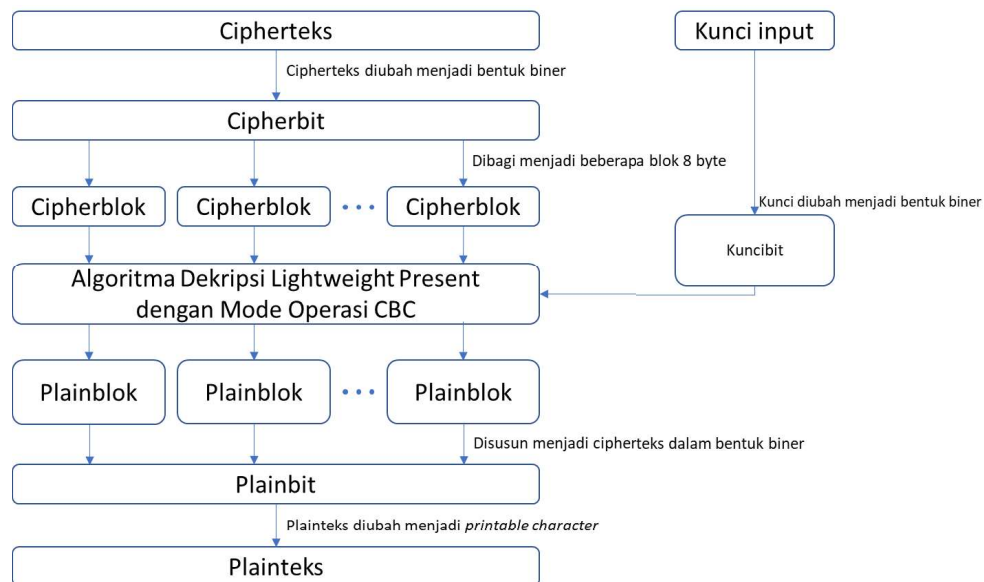 Cipherteks
Kunci input
Cipherteks diubah menjadi bentuk biner
Cipherbit
Dibagi menjadi beberapa blok 8 byte
Kunci diubah menjadi bentuk biner
Cipherblok
Cipherblok
Cipherblok
Kuncibit
Algoritma Dekripsi Lightweight Present
dengan Mode Operasi CBC
Plainblok
Plainblok
Plainblok
Disusun menjadi cipherteks dalam bentuk biner
Plainbit
Plainteks diubah menjadi printable character
Plainteks